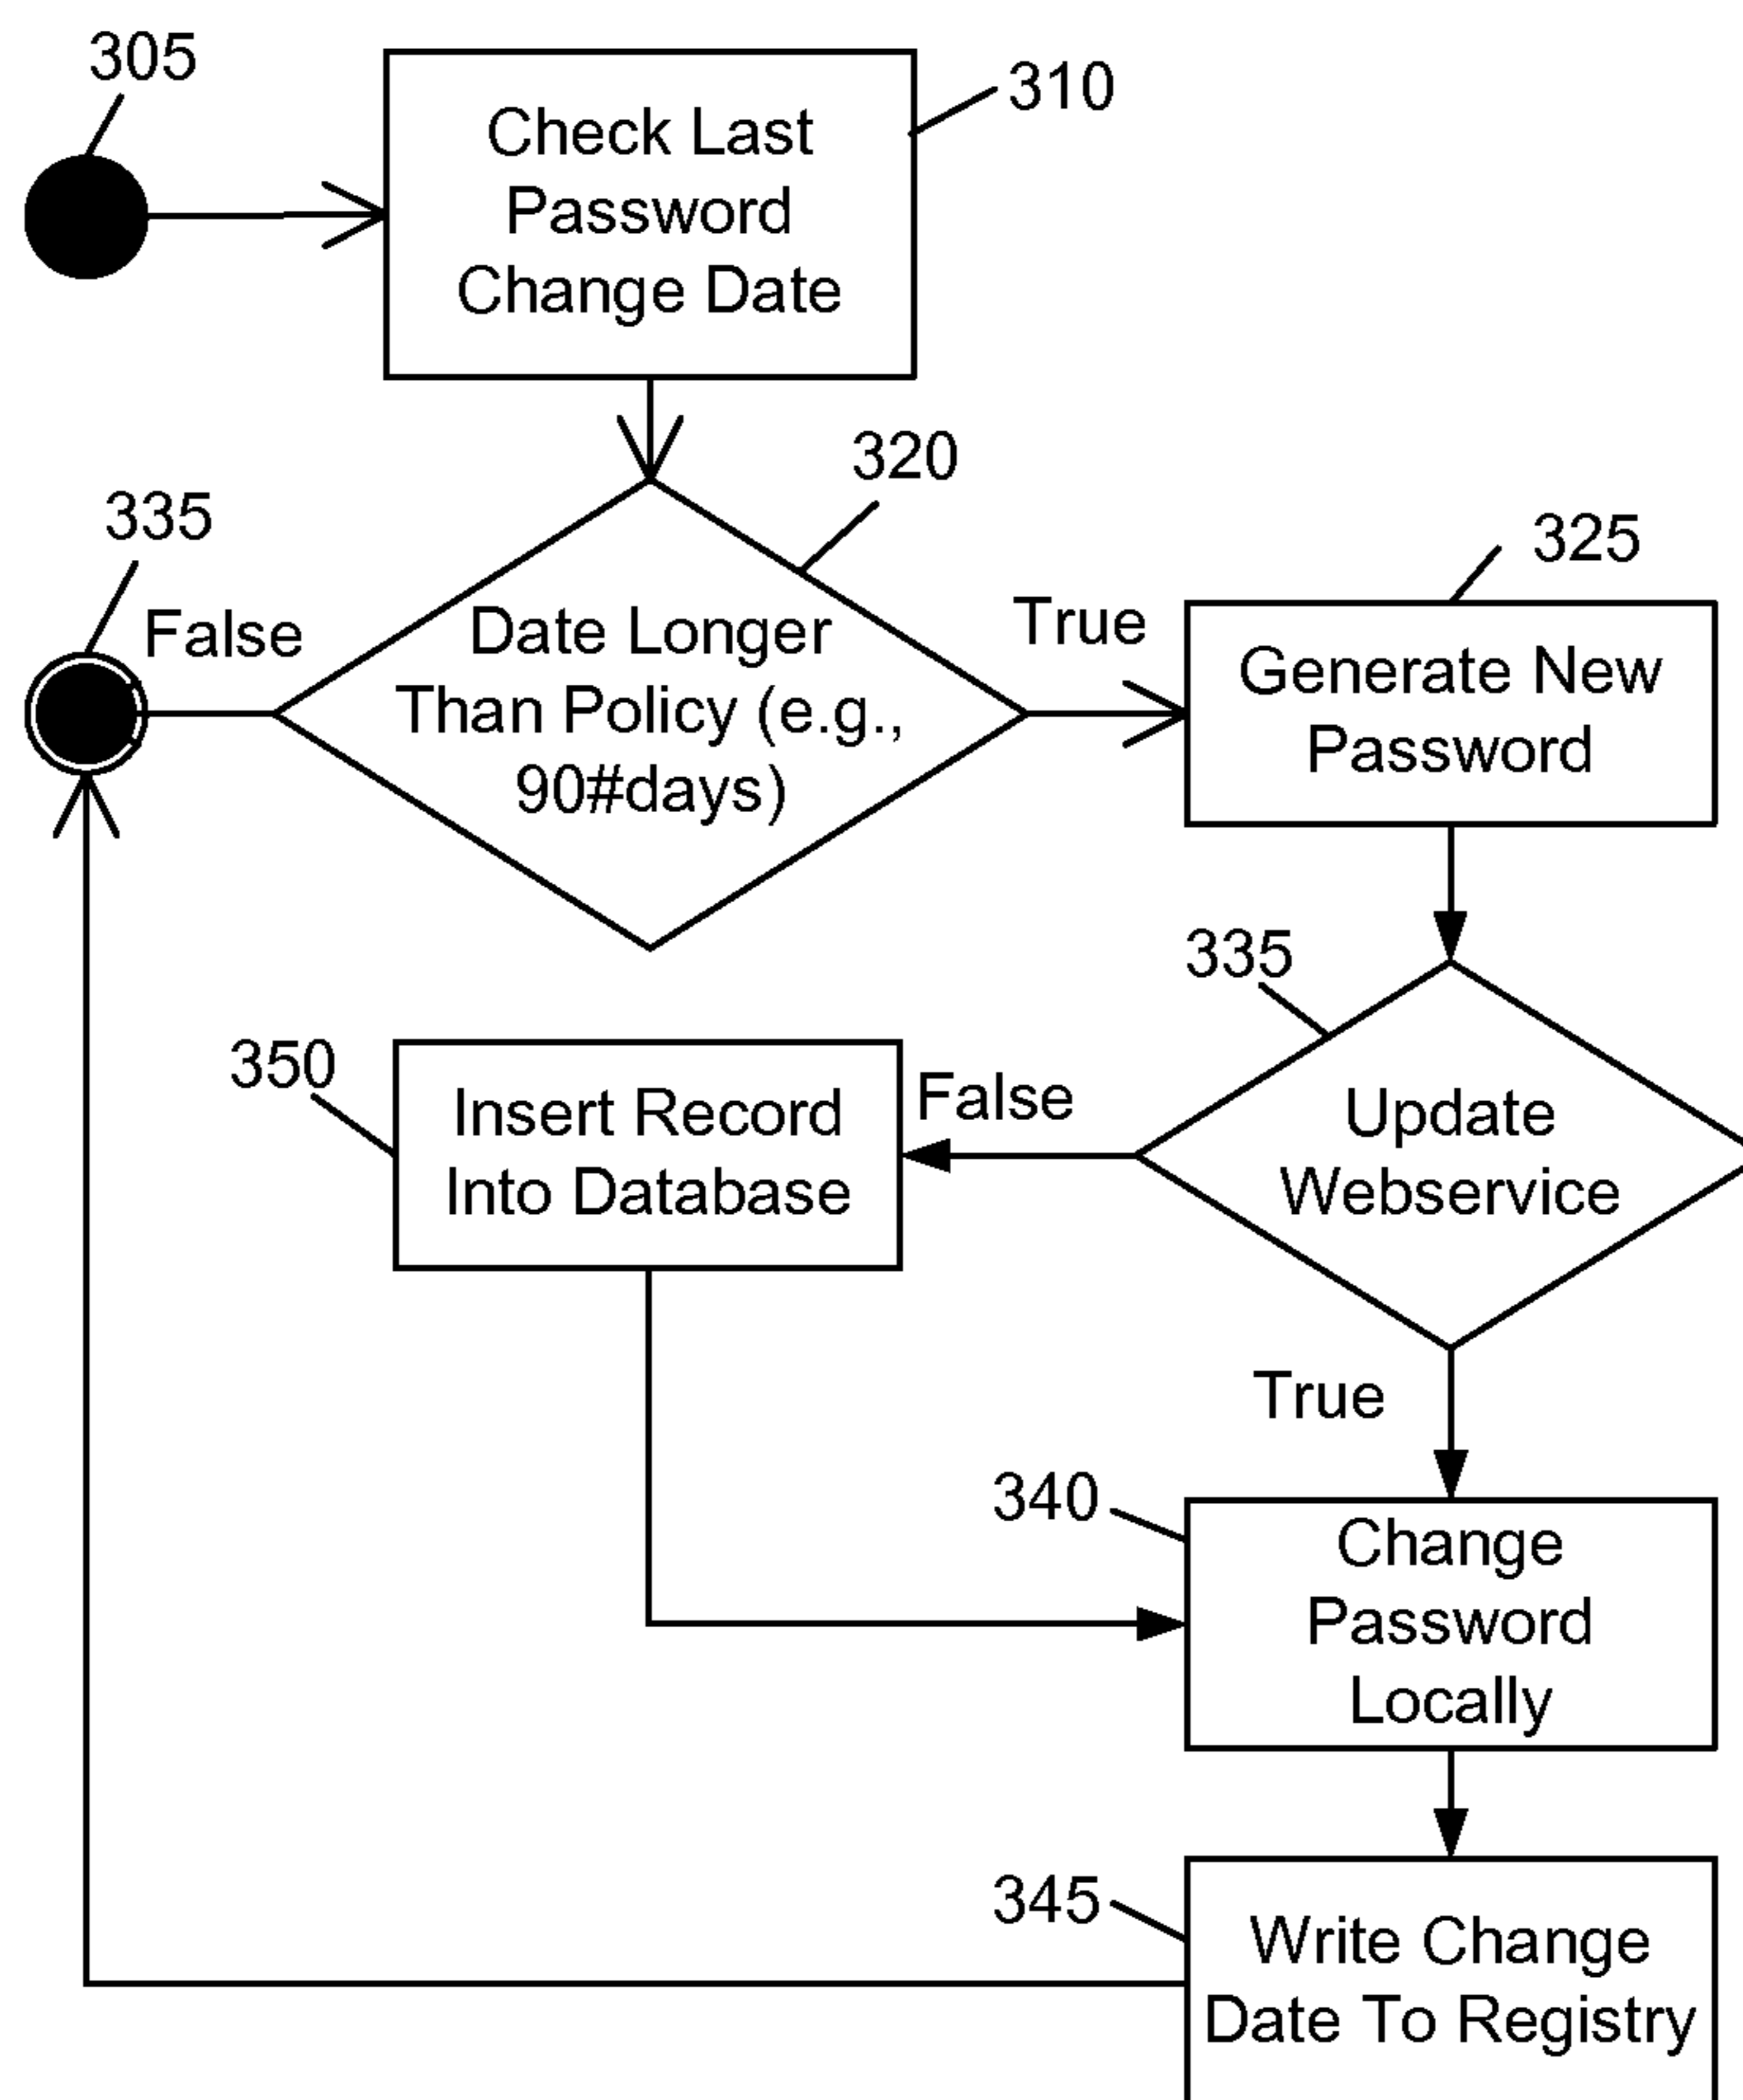 305
310
Check Last
Password
Change Date
320
335
False
Date Longer
Than Policy (e.g.,
90#days)
True
325
Generate New
Password
335
350
Insert Record
Into Database
False
Update
Webservice
True
340
Change
Password
Locally
345
Write Change
Date To Registry